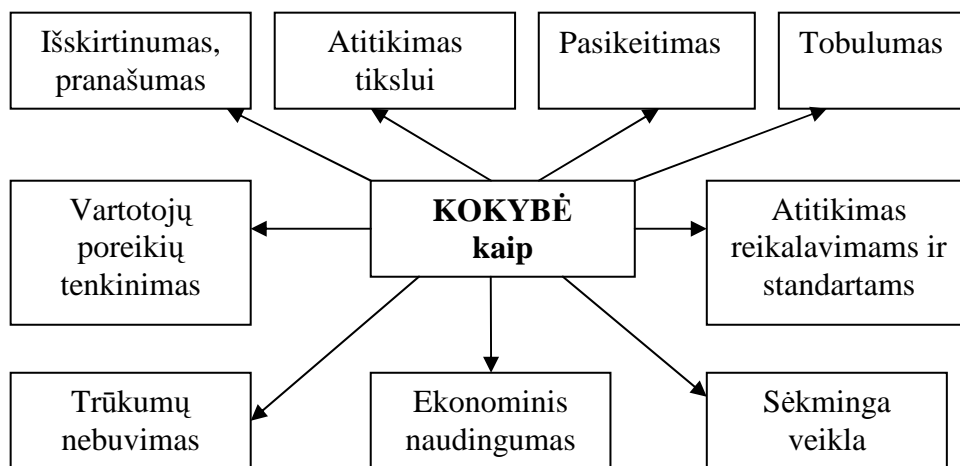 Išskirtinumas,
pranašumas
Atitikimas
tikslui
Pasikeitimas
Tobulumas
Vartotojų
poreikių
tenkinimas
KOKYBĖ
kaip
Atitikimas
reikalavimams ir
standartams
Trūkumų
nebuvimas
Ekonominis
naudingumas
Sėkminga
veikla